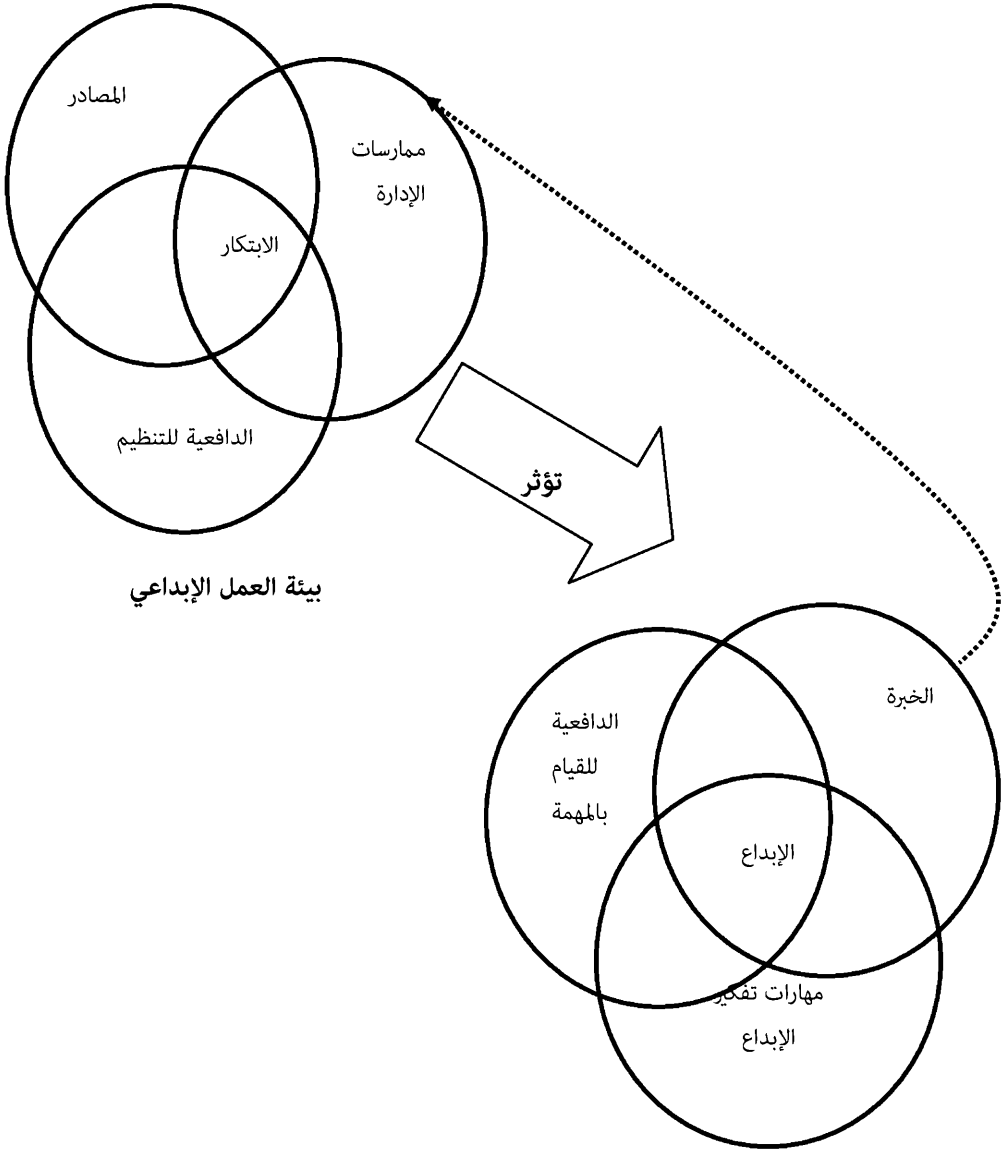 المصادر
ممارسات
الإدارة
الابتكار
الدافعية للتنظيم
تؤثر
بيئة العمل الإبداعي
الخبرة
الدافعية
للقيام
بالمهمة
الإبداع
مهارات تفكير
الإبداع